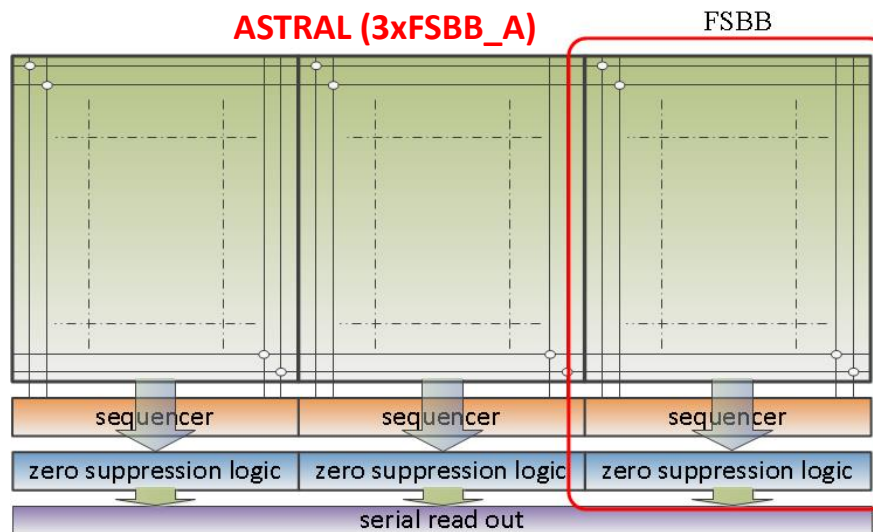 ASTRAL (3xFSBB_A)
FSBB
sequencer sequencer sequencer
zero suppression logic zero suppression logic zero suppression logic
serial read out